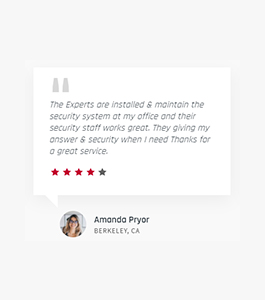 The Experts are installed & maintain the
security system at my office and their
security staff works great. They giving my
answer & security when I need Thanks for
a great service.
Amanda Pryor
BERKELEY, CA